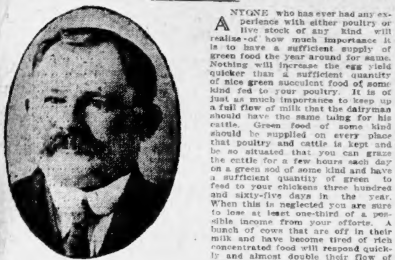 ANYONE who has ever had any ex-
perience with either poultry or
live stock of any kind will
realize of how much importance it
is to have a sufficient supply of
green food the year around for same.
Nothing will increase the egg yield
quicker than a sufficient quantity
of nice green succulent food of some
kind fed to your poultry. It is of
just as much importance to keep up
a full flow of milk that the dairyman
should have the same thing for his
cattle. Green food of some kind
should be supplied on every place
that poultry and cattle is kept and
be so situated that you can graze
the cattle for a few hours each day
on a green sod of some kind and have
a sufficient quantity of green to
feed to your chickens three hundred
and sixty-five days in the year.
When this is neglected you are sure
to lose at least one-third of a pos-
sible income from your efforts. A
bunch of cows that are off in their
milk and have become tired of rich
concentrated food will respond quick-
ly and almost double their flow of